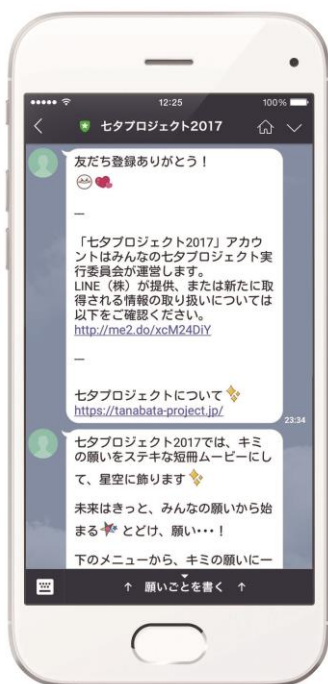 12:25
100%
七夕プロジェクト2017
友だち登録ありがとう!
「七夕プロジェクト2017」アカウ
ントはみんなの七夕プロジェクト実
行委員会が運営します。
LINE(株)が提供、または新たに取
得される情報の取り扱いについては
以下をご確認ください。
http://me2.do/xcM24DiY
七夕プロジェクトについて
https://tanabata-project.jp/
23:34
七夕プロジェクト2017では、キミ
の願いをステキな短冊ムービーにし
て、星空に飾ります
未来はきっと、みんなの願いから始
まる とどけ、願い・・・!
下のメニューから、キミの願いに一
↑ 願いごとを書く ↑